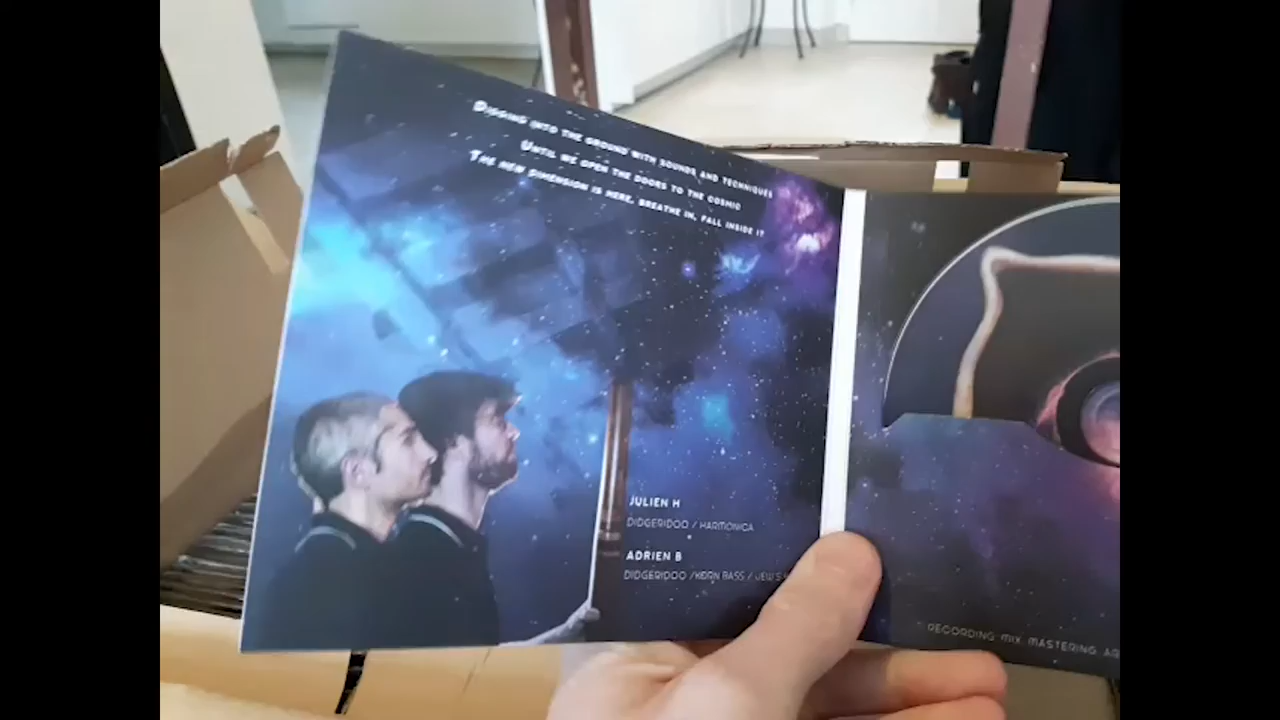 DIGGING INTO THE GROUND WITH SOUNDS AND TECHNIQUES
UNTIL WE OPEN THE DOORS TO THE COSMIC
THE NEW DIMENSION IS HERE, BREATHE IN, FALL INSIDE IT
JULIEN H
DIDGERIDOO / HARMONICA
ADRIEN B
DIDGERIDOO / KORN BASS / JEW'S
RECORDING MIX MASTERING